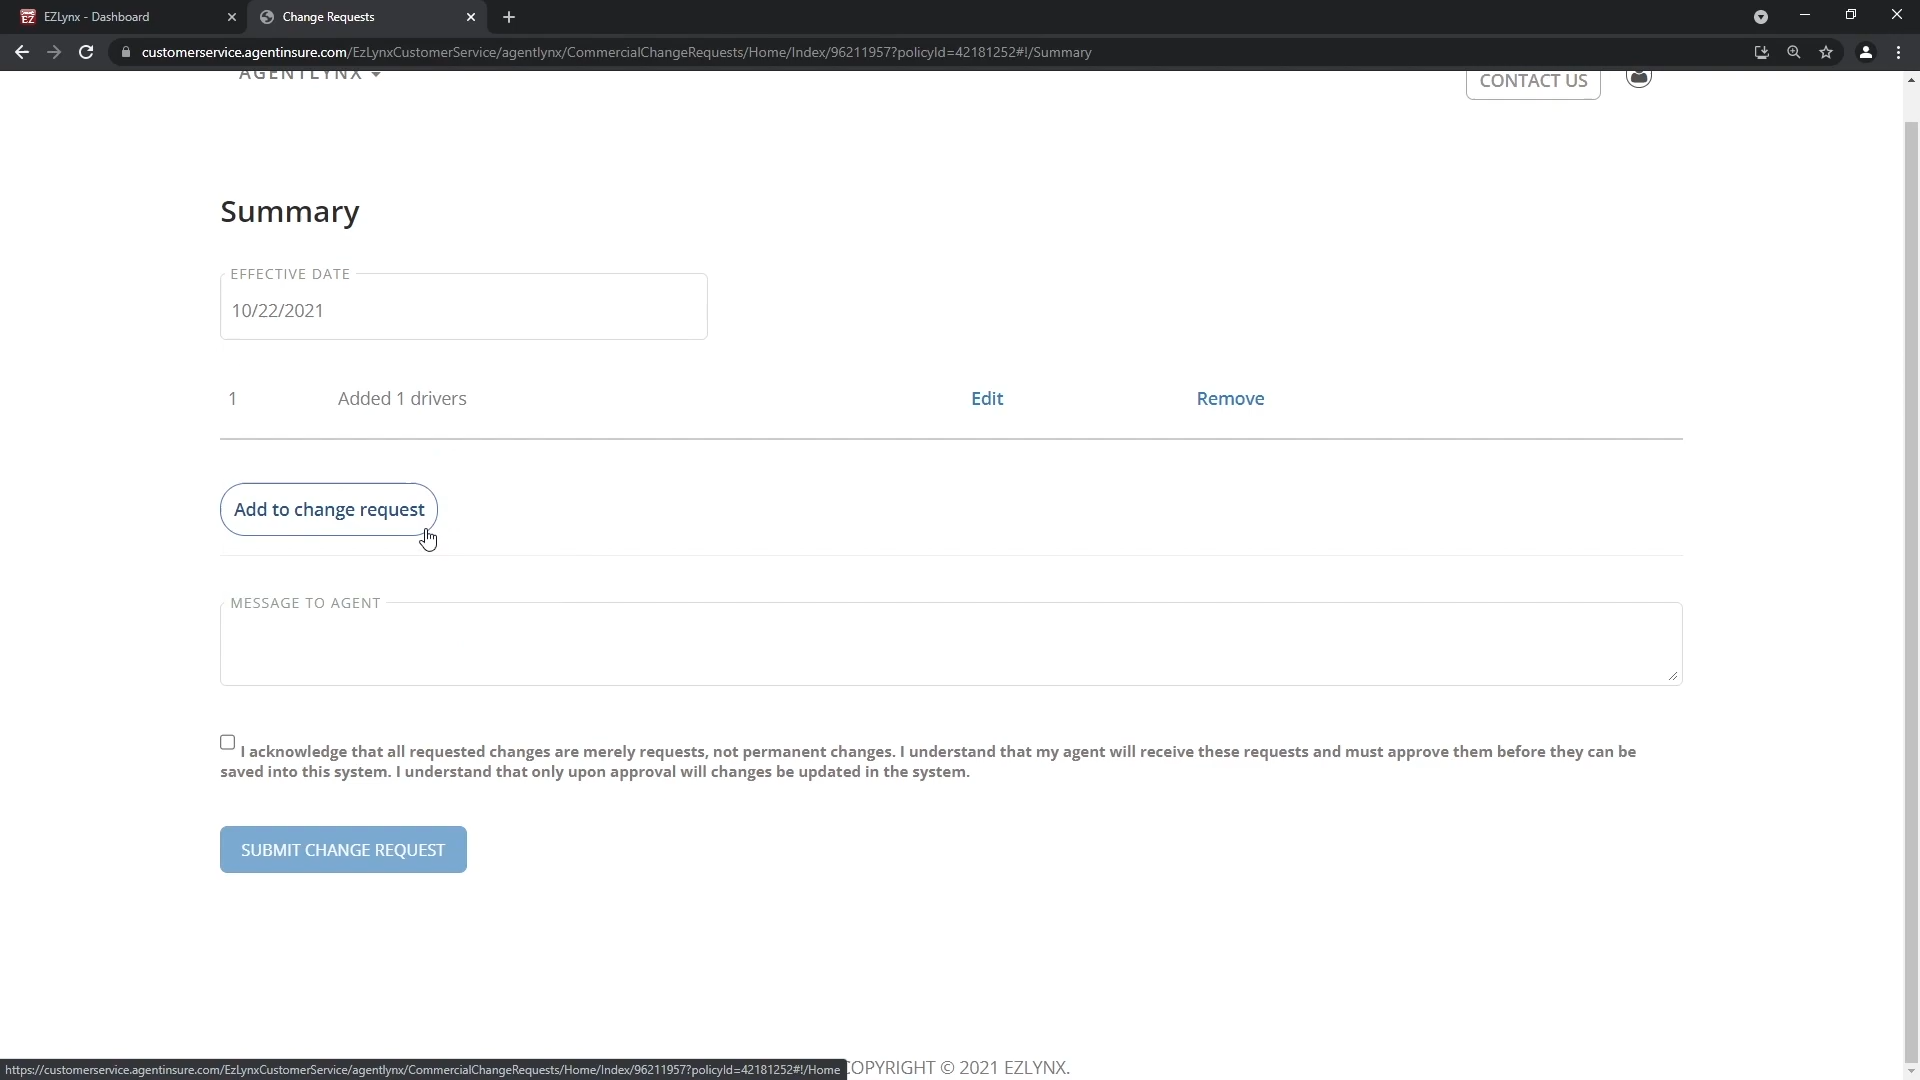 EZ EZLynx - Dashboard
Change Requests
customerservice.agentinsure.com/EzLynxCustomerService/agentlynx/CommercialChangeRequests/Home/Index/96211957?policyId=42181252#!/Summary
AGENTLYNX
CONTACT US
Summary
EFFECTIVE DATE
10/22/2021
1 Added 1 drivers Edit Remove
Add to change request
MESSAGE TO AGENT
I acknowledge that all requested changes are merely requests, not permanent changes. I understand that my agent will receive these requests and must approve them before they can be
saved into this system. I understand that only upon approval will changes be updated in the system.
SUBMIT CHANGE REQUEST
https://customerservice.agentinsure.com/EzLynxCustomerService/agentlynx/CommercialChangeRequests/Home/Index/96211957?policyId=42181252#!/Home
COPYRIGHT © 2021 EZLYNX.